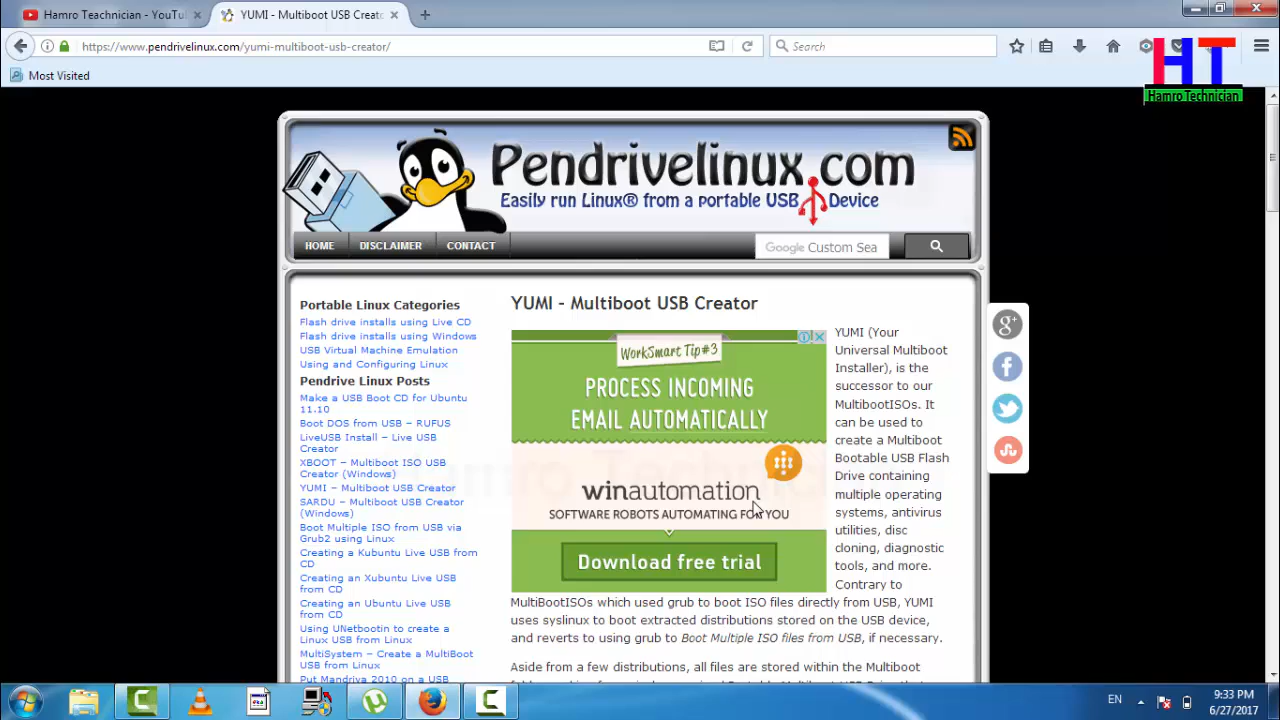 Hamro Teachnician - YouTu
YUMI - Multiboot USB Creato
https://www.pendrivelinux.com/yumi-multiboot-usb-creator/
Search
Most Visited
HT
Hamro Technician
Pendrivelinux.com
Easily run Linux® from a portable USB Device
HOME
DISCLAIMER
CONTACT
Google Custom Sea
Portable Linux Categories
Flash drive installs using Live CD
Flash drive installs using Windows
USB Virtual Machine Emulation
Using and Configuring Linux
Pendrive Linux Posts
Make a USB Boot CD for Ubuntu
11.10
Boot DOS from USB – RUFUS
LiveUSB Install – Live USB
Creator
XBOOT – Multiboot ISO USB
Creator (Windows)
YUMI – Multiboot USB Creator
SARDU – Multiboot USB Creator
(Windows)
Boot Multiple ISO from USB via
Grub2 using Linux
Creating a Kubuntu Live USB from
CD
Creating an Xubuntu Live USB
from CD
Creating an Ubuntu Live USB
from CD
Using UNetbootin to create a
Linux USB from Linux
MultiSystem – Create a MultiBoot
USB from Linux
Put Mandriva 2010 on a USB
YUMI – Multiboot USB Creator
WorkSmart Tip#3
PROCESS INCOMING
EMAIL AUTOMATICALLY
winautomation
SOFTWARE ROBOTS AUTOMATING FOR YOU
Download free trial
YUMI (Your
Universal Multiboot
Installer), is the
successor to our
MultibootISOs. It
can be used to
create a Multiboot
Bootable USB Flash
Drive containing
multiple operating
systems, antivirus
utilities, disc
cloning, diagnostic
tools, and more.
Contrary to
MultiBootISOs which used grub to boot ISO files directly from USB, YUMI
uses syslinux to boot extracted distributions stored on the USB device,
and reverts to using grub to Boot Multiple ISO files from USB, if necessary.
Aside from a few distributions, all files are stored within the Multiboot
g+
EN
9:33 PM
6/27/2017